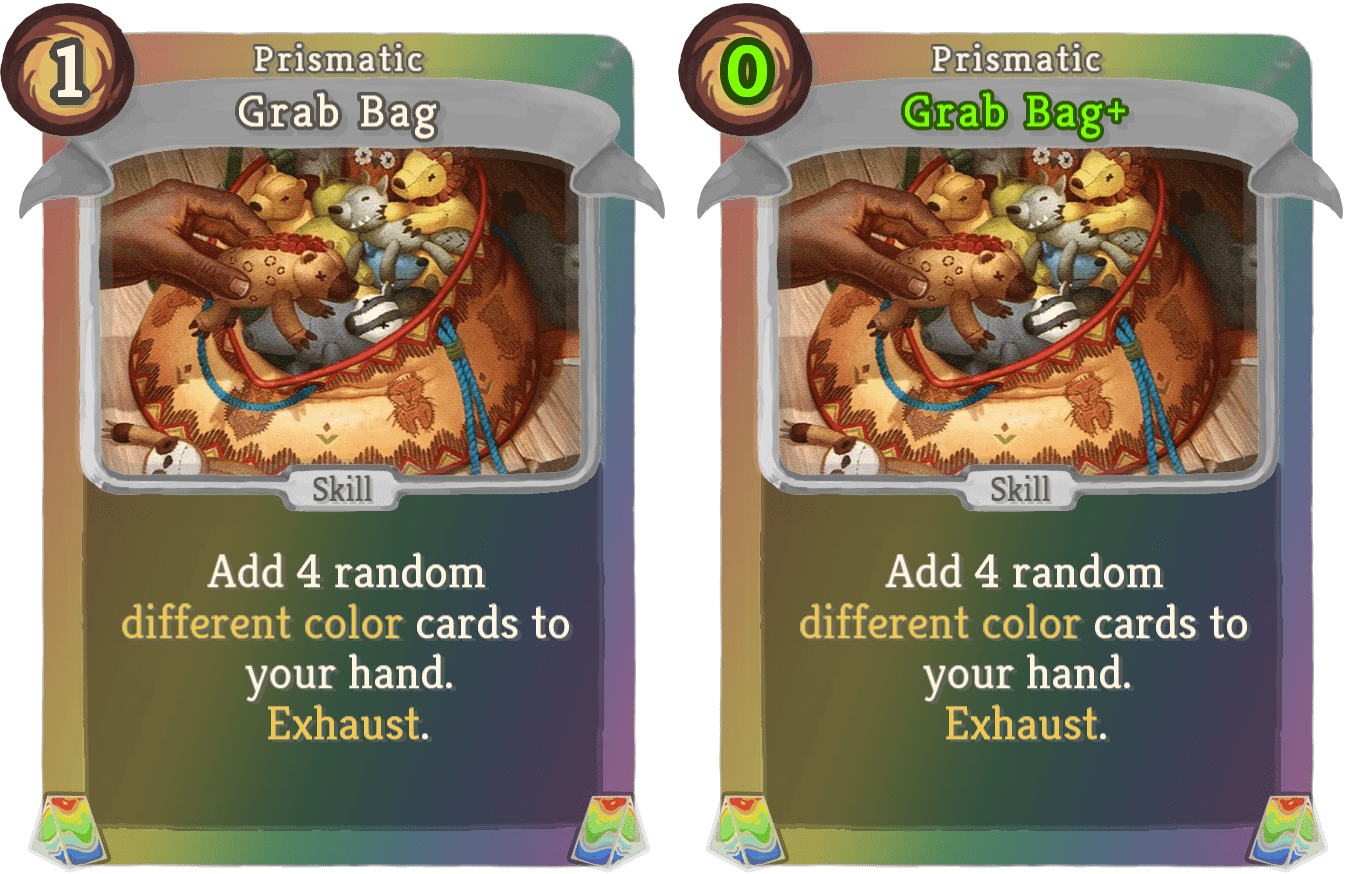 1
Prismatic
Grab Bag
Skill
Add 4 random
different color cards to
your hand.
Exhaust.
0
Prismatic
Grab Bag+
Skill
Add 4 random
different color cards to
your hand.
Exhaust.